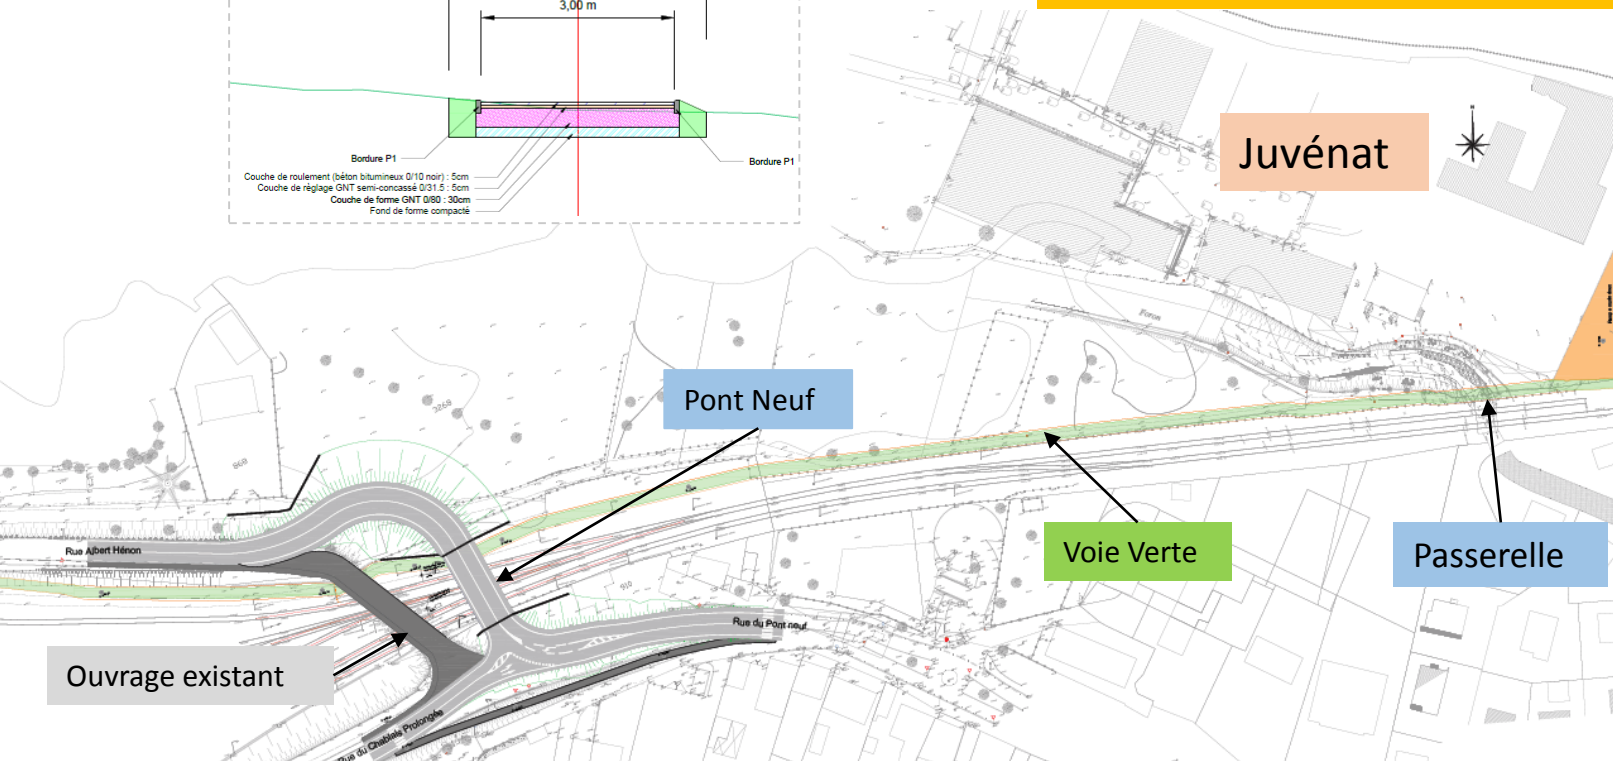 3,00 m
Bordure P1
Bordure P1
Couche de roulement (béton bitumineux 0/10 noir) : 5cm
Couche de règlage GNT semi-concassé 0/31.5 : 5cm
Couche de forme GNT 0/80 : 30cm
Fond de forme compacté
Juvénat
N
Foron
Pont Neuf
Rue Albert Hénon
Voie Verte
Passerelle
Rue du Pont neuf
Ouvrage existant
Rue du Chablais Prolongée